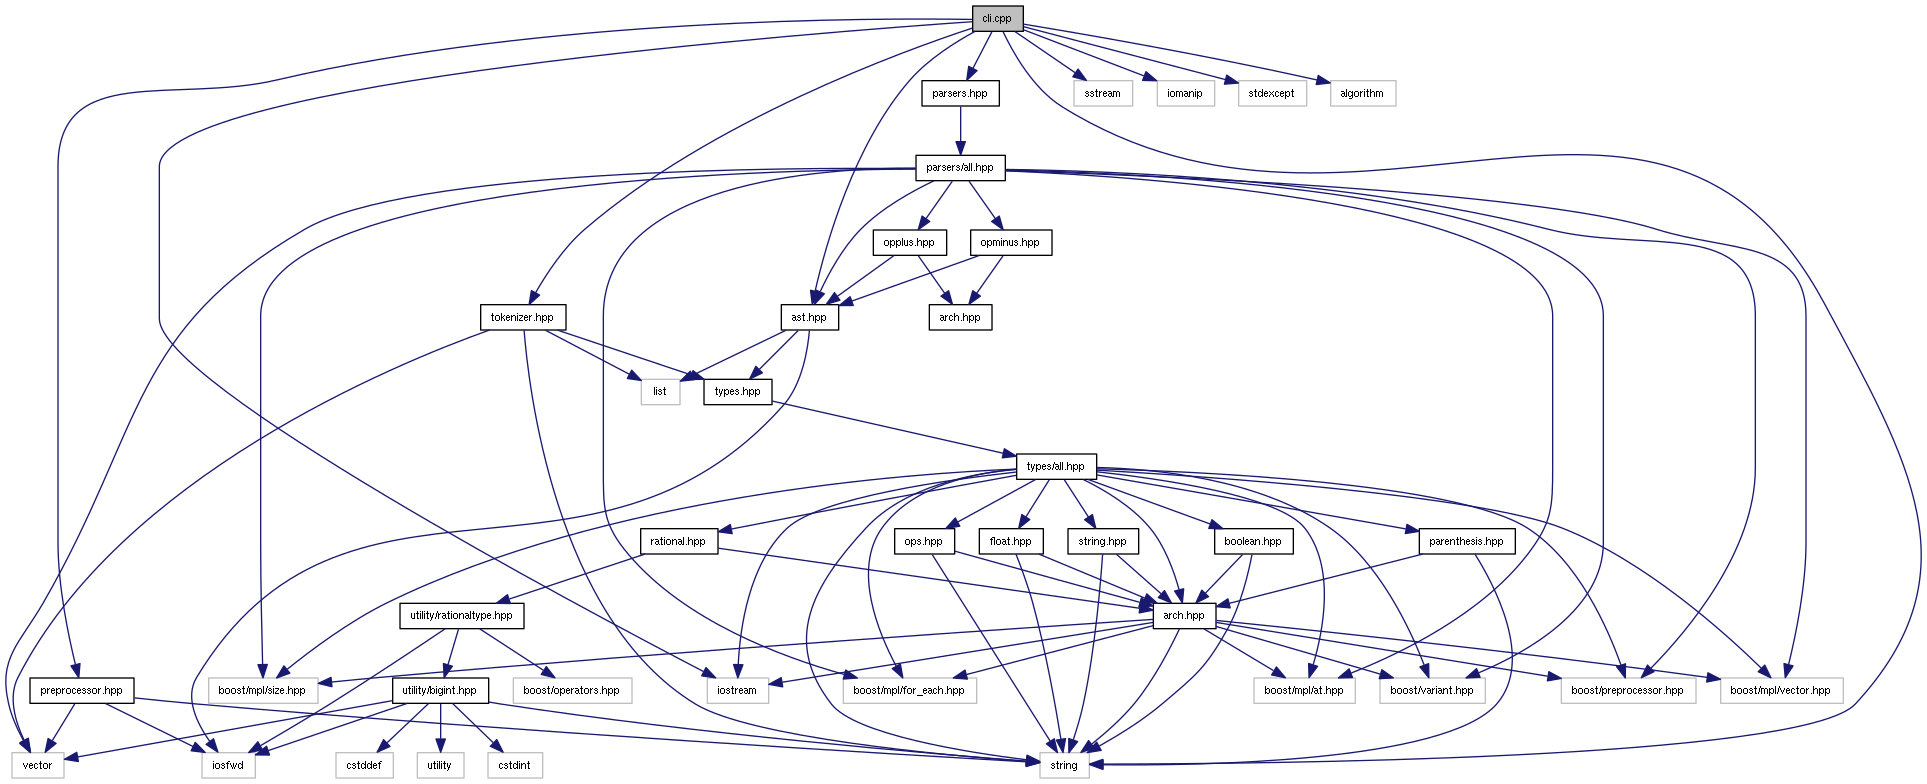 cli.cpp
parsers.hpp
sstream
iomanip
stdexcept
algorithm
parsers/all.hpp
opplus.hpp
opminus.hpp
tokenizer.hpp
ast.hpp
arch.hpp
list
types.hpp
types/all.hpp
rational.hpp
ops.hpp
float.hpp
string.hpp
boolean.hpp
parenthesis.hpp
utility/rationaltype.hpp
arch.hpp
preprocessor.hpp
boost/mpl/size.hpp
utility/bigint.hpp
boost/operators.hpp
iostream
boost/mpl/for_each.hpp
boost/mpl/at.hpp
boost/variant.hpp
boost/preprocessor.hpp
boost/mpl/vector.hpp
vector
iosfwd
cstddef
utility
cstdint
string